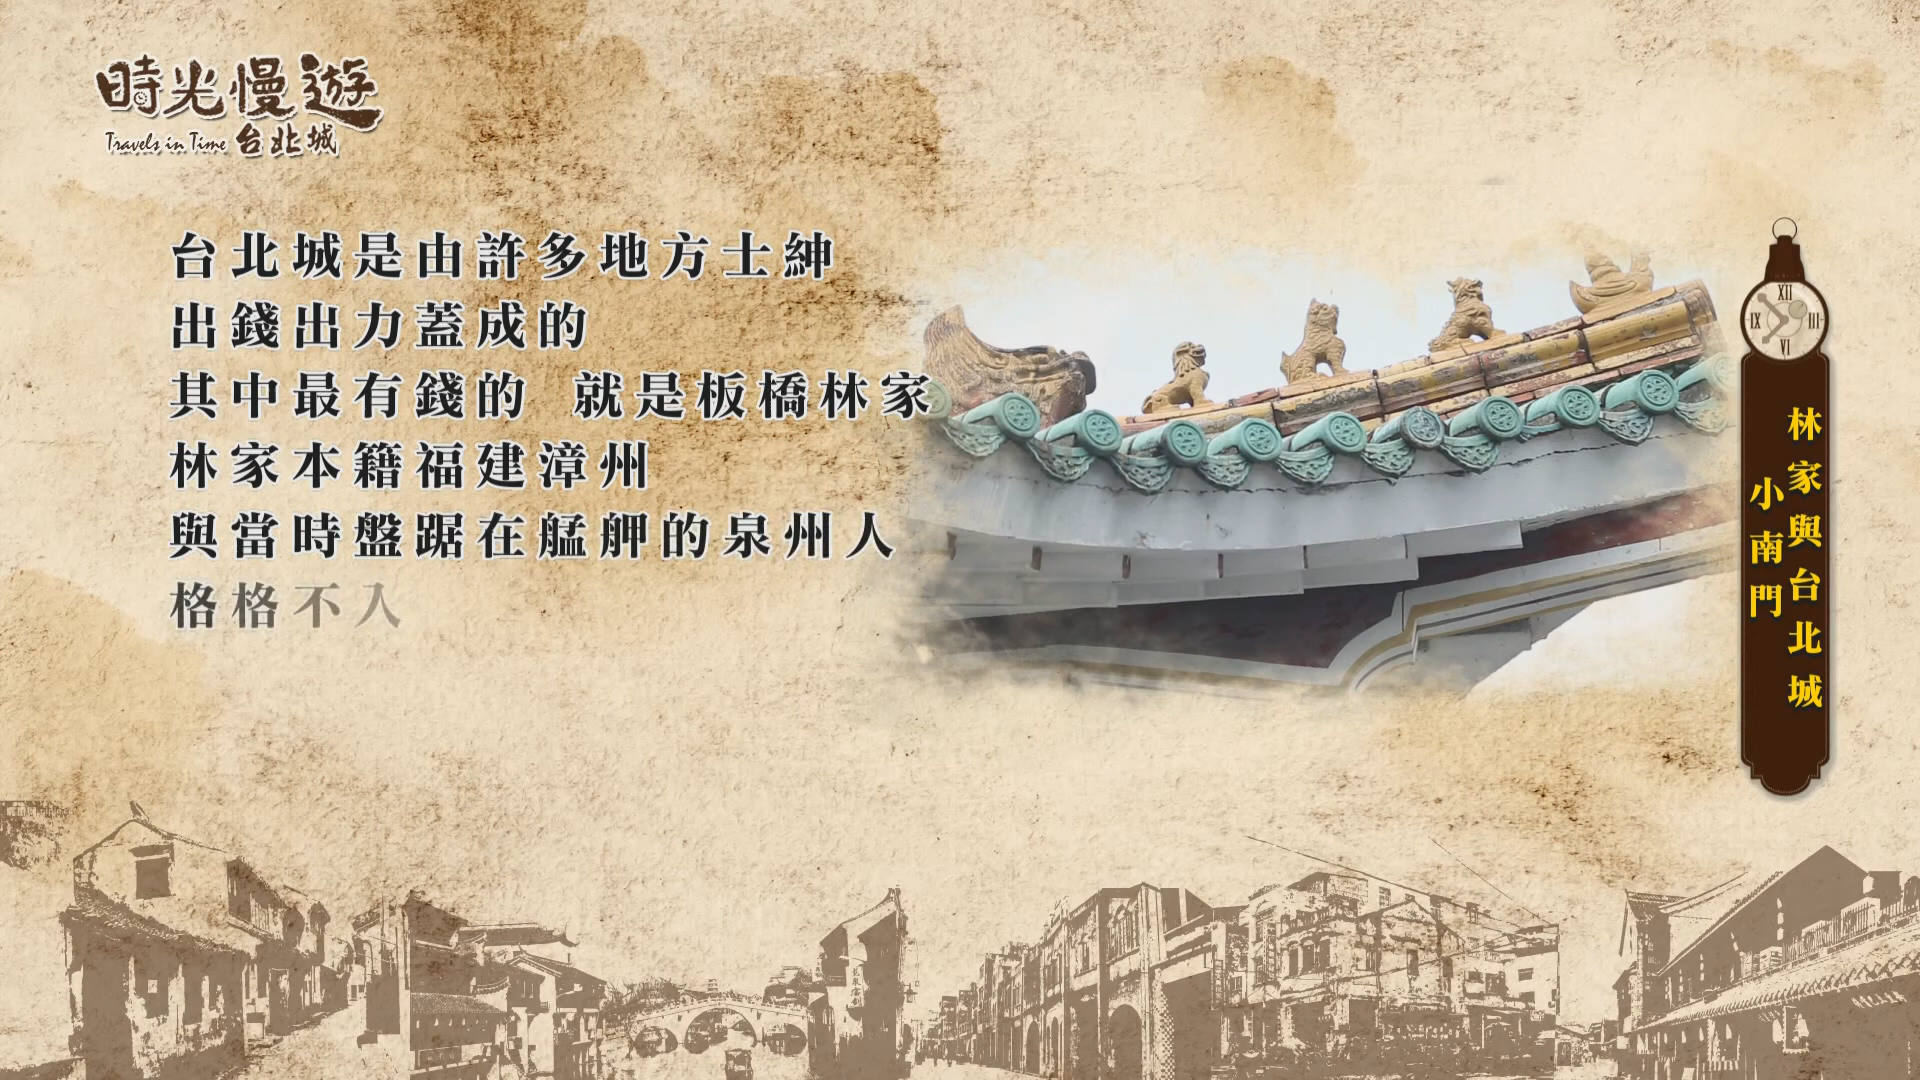 時光慢遊
Travels in Time 台北城
台北城是由許多地方士紳
出錢出力蓋成的
其中最有錢的 就是板橋林家
林家本籍福建漳州
與當時盤踞在艋舺的泉州人
格格不入
林家與台北城
小南門
XII
III
VI
IX